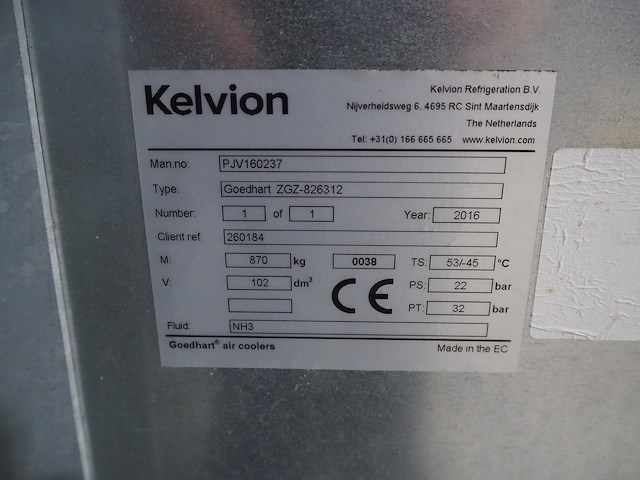 Kelvion
Kelvion Refrigeration B.V.
Nijverheidsweg 6, 4695 RC Sint Maartensdijk
The Netherlands
Tel: +31(0) 166 665 665 www.kelvion.com
Man.no: PJV160237
Type: Goedhart ZGZ-826312
Number: 1 of 1 Year: 2016
Client ref: 260184
M: 870 kg 0038 TS: 53/-45 °C
V: 102 dm³ CE PS: 22 bar
PT: 32 bar
Fluid: NH3
Goedhart® air coolers Made in the EC